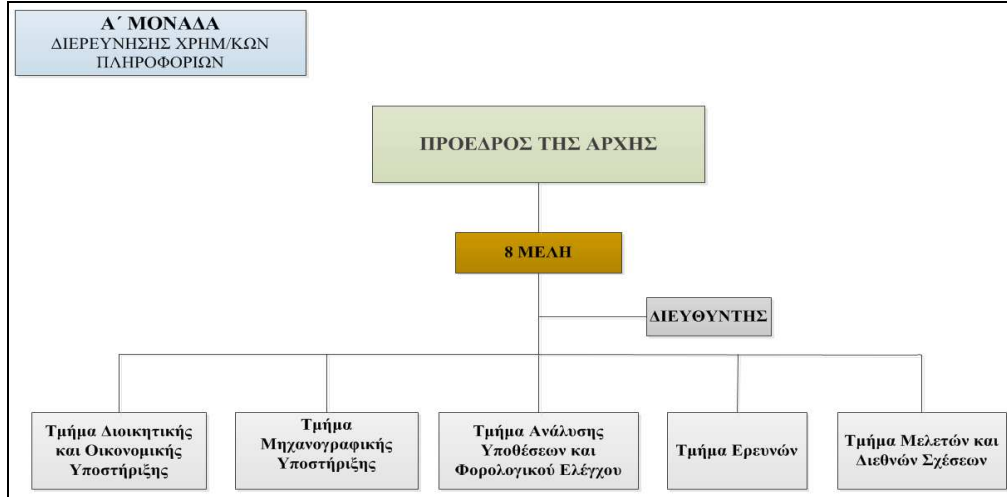 Α΄ ΜΟΝΑΔΑ
ΔΙΕΡΕΥΝΗΣΗΣ ΧΡΗΜ/ΚΩΝ
ΠΛΗΡΟΦΟΡΙΩΝ
ΠΡΟΕΔΡΟΣ ΤΗΣ ΑΡΧΗΣ
8 ΜΕΛΗ
ΔΙΕΥΘΥΝΤΗΣ
Τμήμα Διοικητικής
και Οικονομικής
Υποστήριξης
Τμήμα
Μηχανογραφικής
Υποστήριξης
Τμήμα Ανάλυσης
Υποθέσεων και
Φορολογικού Ελέγχου
Τμήμα Ερευνών
Τμήμα Μελετών και
Διεθνών Σχέσεων